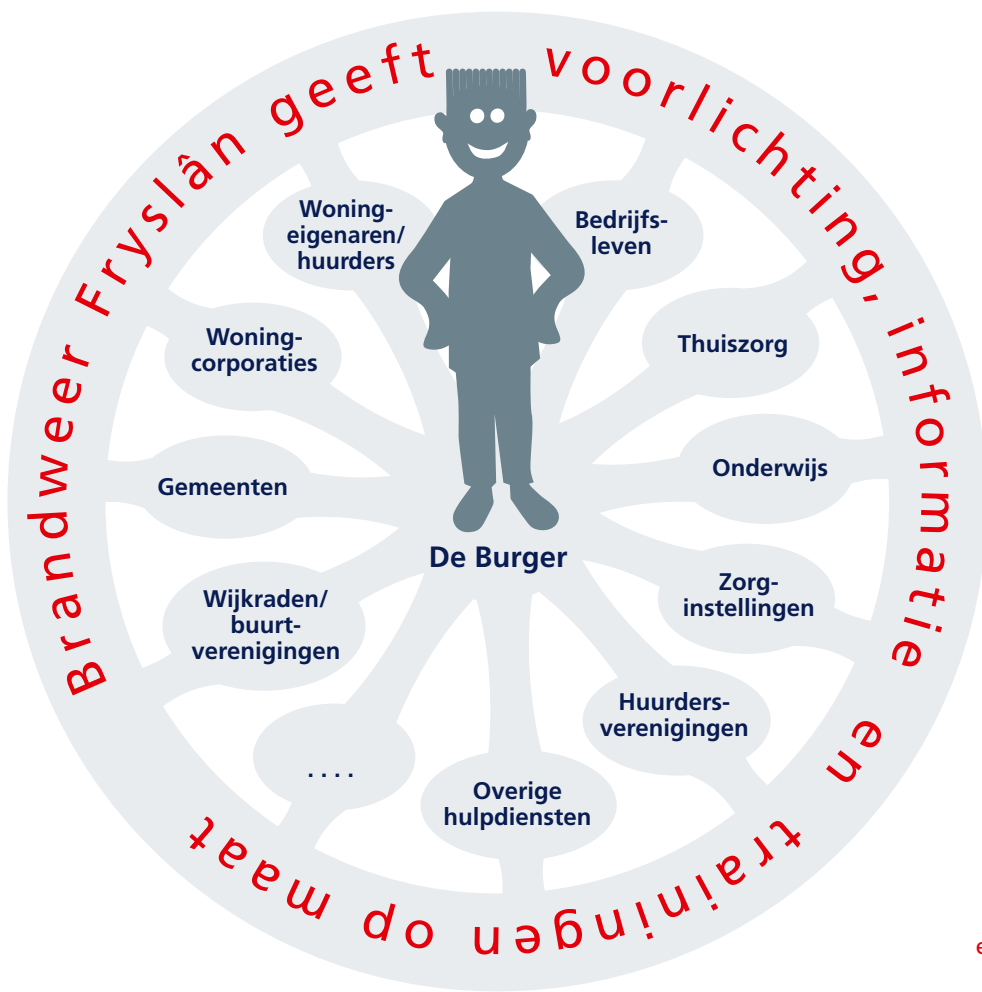 Brandweer Fryslân geeft voorlichting, informatie en trainingen op maat
Woning-
eigenaren/
huurders
Bedrijfs-
leven
Woning-
corporaties
Thuiszorg
Gemeenten
Onderwijs
De Burger
Wijkraden/
buurt-
verenigingen
Zorg-
instellingen
Huurders-
verenigingen
....
Overige
hulpdiensten
e